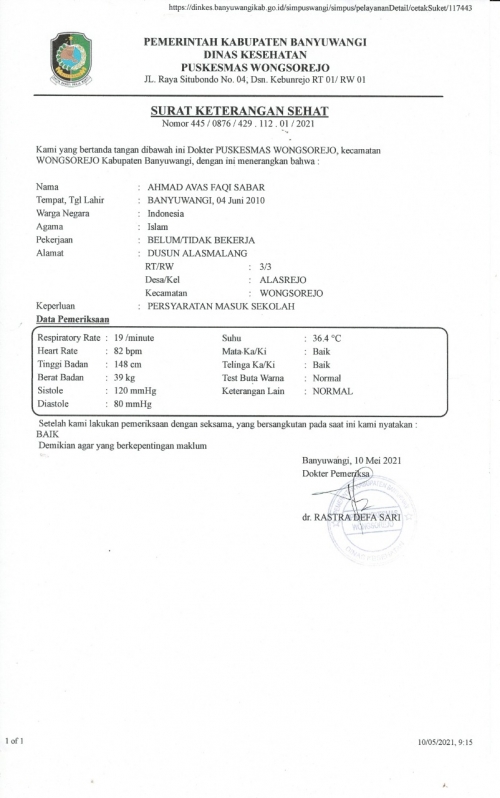 https://dinkes.banyuwangikab.go.id/simpuswangi/simpus/pelayananDetail/cetakSuket/117443
PEMERINTAH KABUPATEN BANYUWANGI
DINAS KESEHATAN
PUSKESMAS WONGSOREJO
JL. Raya Situbondo No. 04, Dsn. Kebunrejo RT 01/ RW 01
SURAT KETERANGAN SEHAT
Nomor 445 / 0876 / 429 . 112 . 01 / 2021
Kami yang bertanda tangan dibawah ini Dokter PUSKESMAS WONGSOREJO, kecamatan
WONGSOREJO Kabupaten Banyuwangi, dengan ini menerangkan bahwa :
Nama : AHMAD AVAS FAQI SABAR
Tempat, Tgl Lahir : BANYUWANGI, 04 Juni 2010
Warga Negara : Indonesia
Agama : Islam
Pekerjaan : BELUM/TIDAK BEKERJA
Alamat : DUSUN ALASMALANG
RT/RW : 3/3
Desa/Kel : ALASREJO
Kecamatan : WONGSOREJO
Keperluan : PERSYARATAN MASUK SEKOLAH
Data Pemeriksaan
Respiratory Rate : 19 /minute Suhu : 36.4 °C
Heart Rate : 82 bpm Mata-Ka/Ki : Baik
Tinggi Badan : 148 cm Telinga Ka/Ki : Baik
Berat Badan : 39 kg Test Buta Warna : Normal
Sistole : 120 mmHg Keterangan Lain : NORMAL
Diastole : 80 mmHg
Setelah kami lakukan pemeriksaan dengan seksama, yang bersangkutan pada saat ini kami nyatakan :
BAIK
Demikian agar yang berkepentingan maklum
Banyuwangi, 10 Mei 2021
Dokter Pemeriksa
dr. RASTRA DEFA SARI
WONGSOREJO
1 of 1
10/05/2021, 9:15